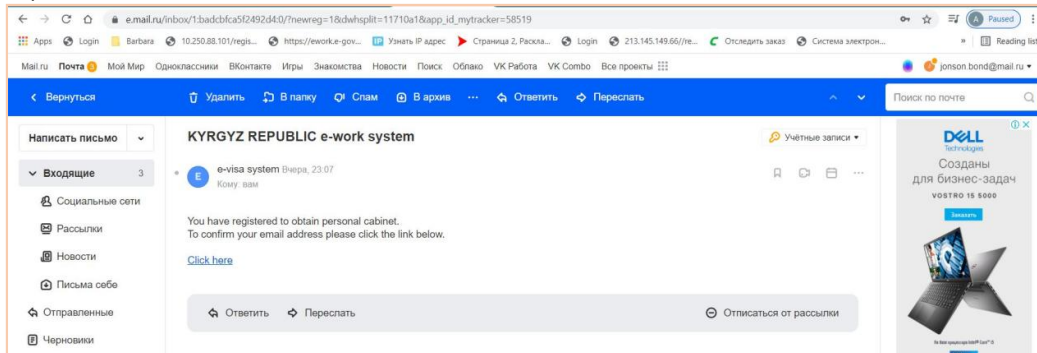 e.mail.ru/inbox/1:badcbfca5f2492d4:0/?newreg=1&dwhsplit=11710a1&app_id_mytracker=58519
Paused
Apps Login Barbara 10.250.88.101/regis... https://ework.e-gov... IP Узнать IP адрес Страница 2, Раскла... Login 213.145.149.66//re... Отследить заказ Система электрон... » Reading list
Mail.ru Почта Мой Мир Одноклассники ВКонтакте Игры Знакомства Новости Поиск Облако VK Работа VK Combo Все проекты jonson.bond@mail.ru
Вернуться Удалить В папку Спам В архив ... Ответить Переслать Поиск по почте
Написать письмо
Входящие 3
Социальные сети
Рассылки
Новости
Письма себе
Отправленные
Черновики
KYRGYZ REPUBLIC e-work system
Учётные записи
E
e-visa system Вчера, 23:07
Кому: вам
You have registered to obtain personal cabinet.
To confirm your email address please click the link below.
Click here
Ответить Переслать Отписаться от рассылки
DELL
Technologies
Созданы
для бизнес-задач
VOSTRO 15 5000
Заказать